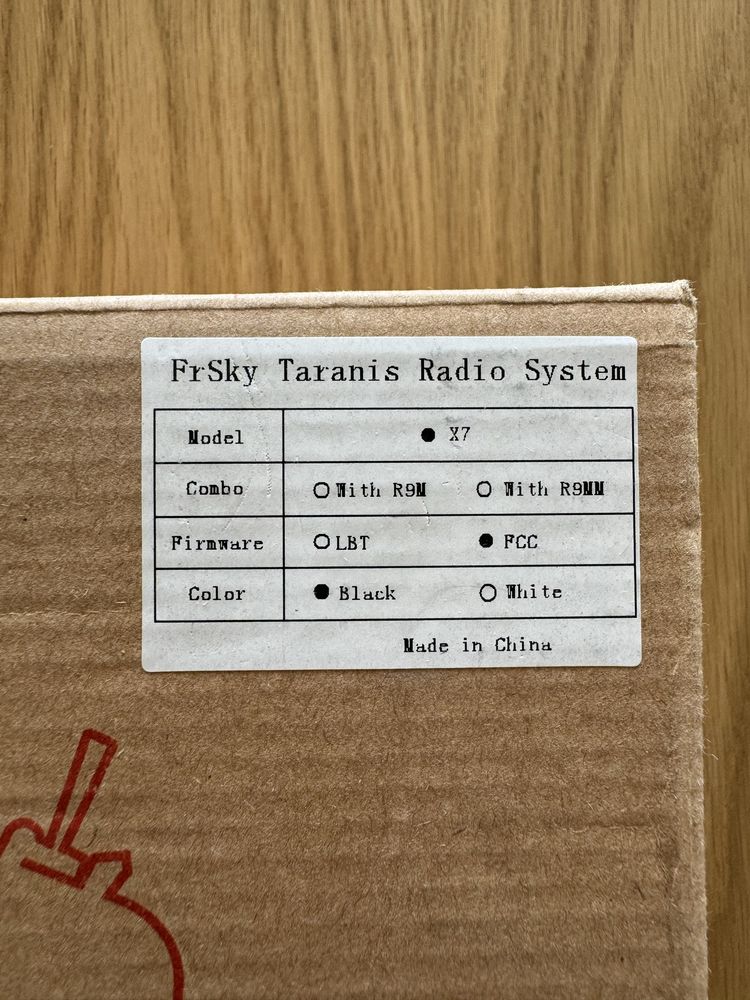 FrSky Taranis Radio System
Model ● X7
Combo ○ With R9M ○ With R9MM
Firmware ○ LBT ● FCC
Color ● Black ○ White
Made in China